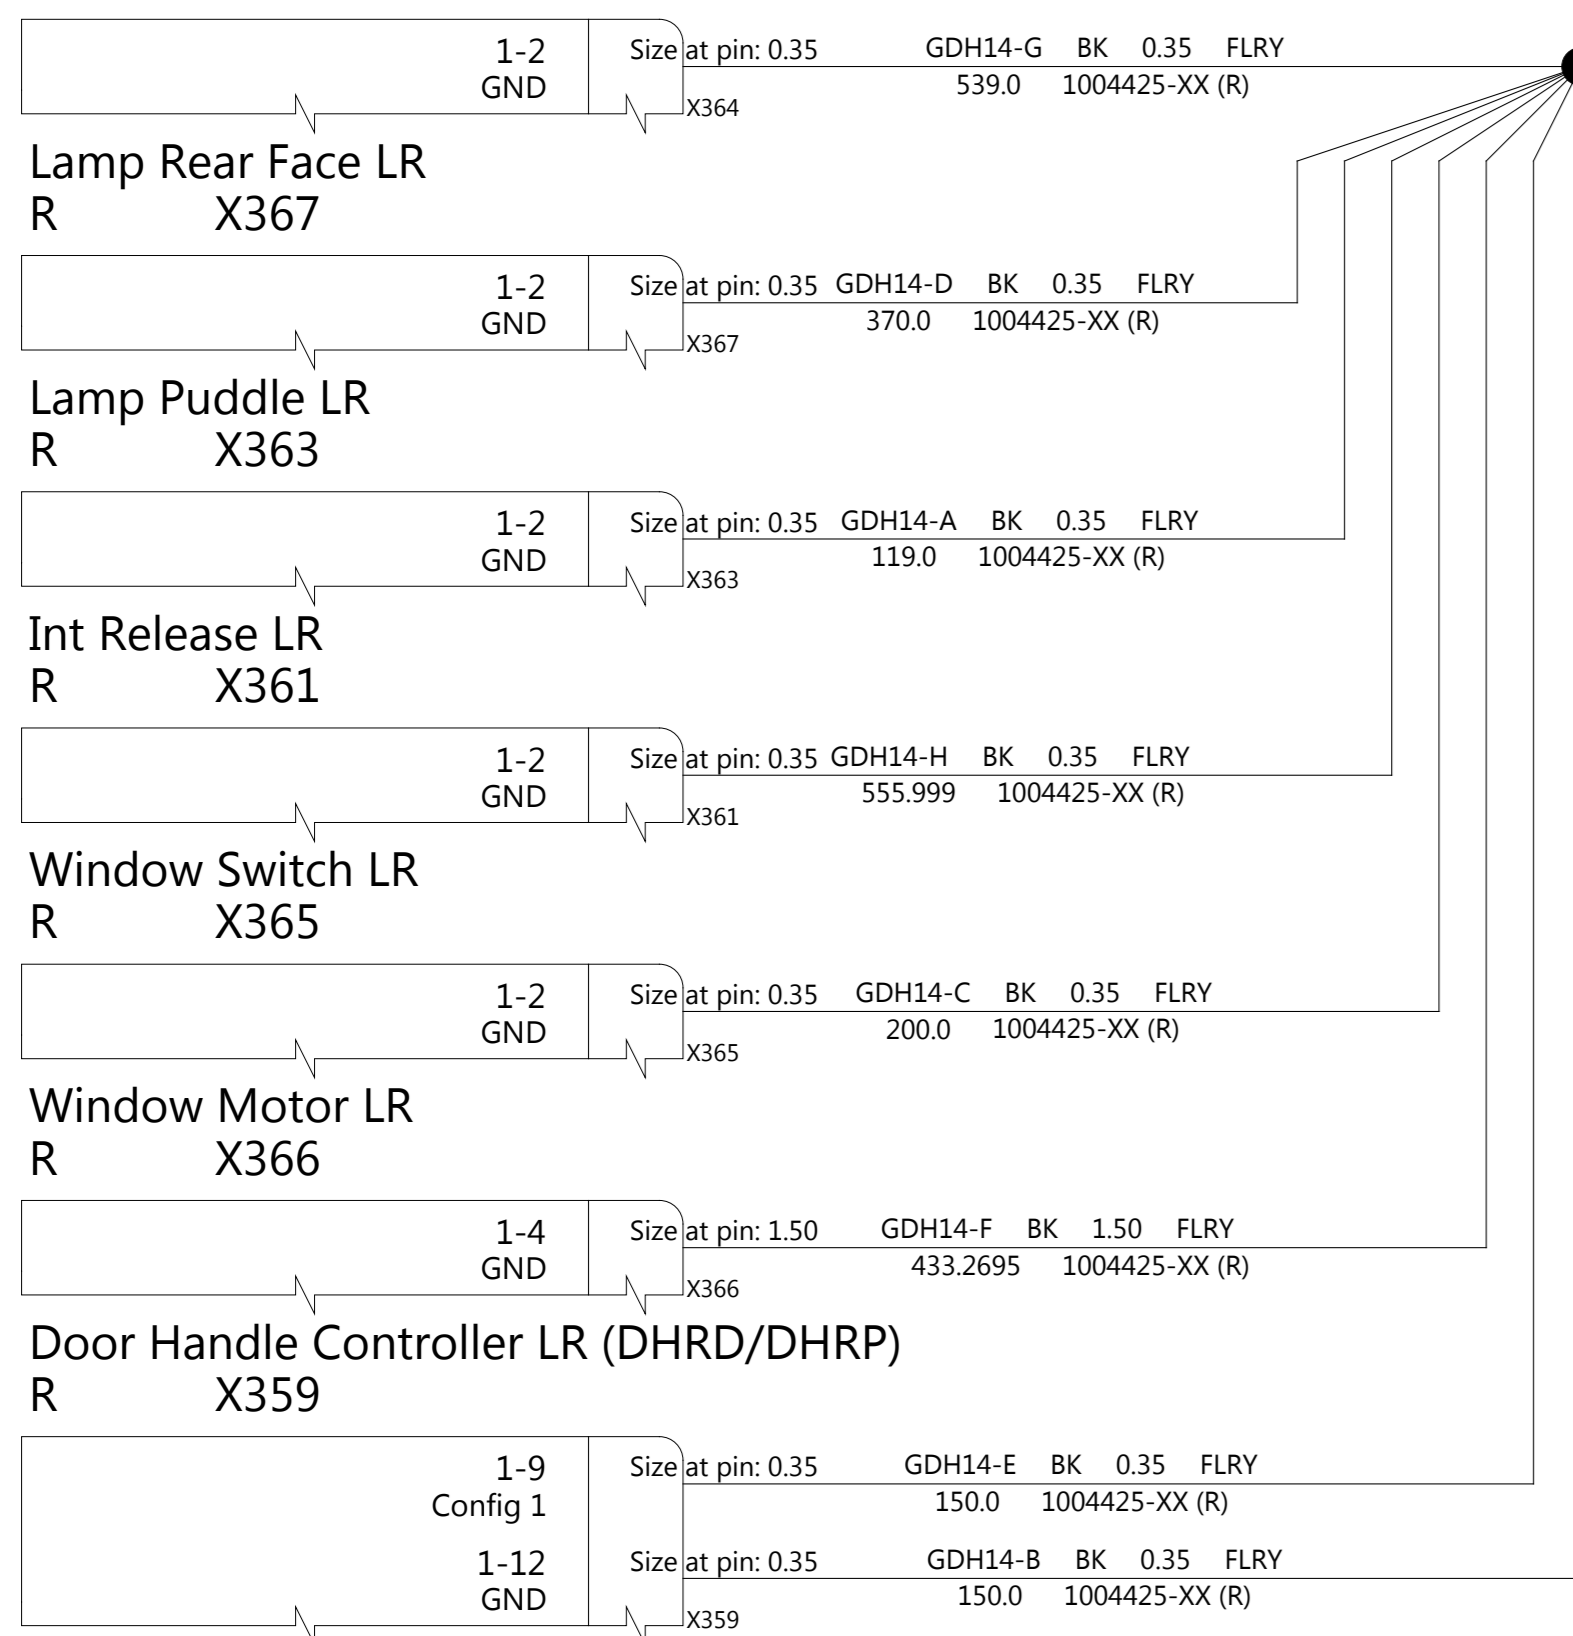 1-2 Size at pin: 0.35 GDH14-G BK 0.35 FLRY
GND 539.0 1004425-XX (R)
X364
Lamp Rear Face LR
R X367
1-2 Size at pin: 0.35 GDH14-D BK 0.35 FLRY
GND 370.0 1004425-XX (R)
X367
Lamp Puddle LR
R X363
1-2 Size at pin: 0.35 GDH14-A BK 0.35 FLRY
GND 119.0 1004425-XX (R)
X363
Int Release LR
R X361
1-2 Size at pin: 0.35 GDH14-H BK 0.35 FLRY
GND 555.999 1004425-XX (R)
X361
Window Switch LR
R X365
1-2 Size at pin: 0.35 GDH14-C BK 0.35 FLRY
GND 200.0 1004425-XX (R)
X365
Window Motor LR
R X366
1-4 Size at pin: 1.50 GDH14-F BK 1.50 FLRY
GND 433.2695 1004425-XX (R)
X366
Door Handle Controller LR (DHRD/DHRP)
R X359
1-9 Size at pin: 0.35 GDH14-E BK 0.35 FLRY
Config 1 150.0 1004425-XX (R)
1-12 Size at pin: 0.35 GDH14-B BK 0.35 FLRY
GND 150.0 1004425-XX (R)
X359